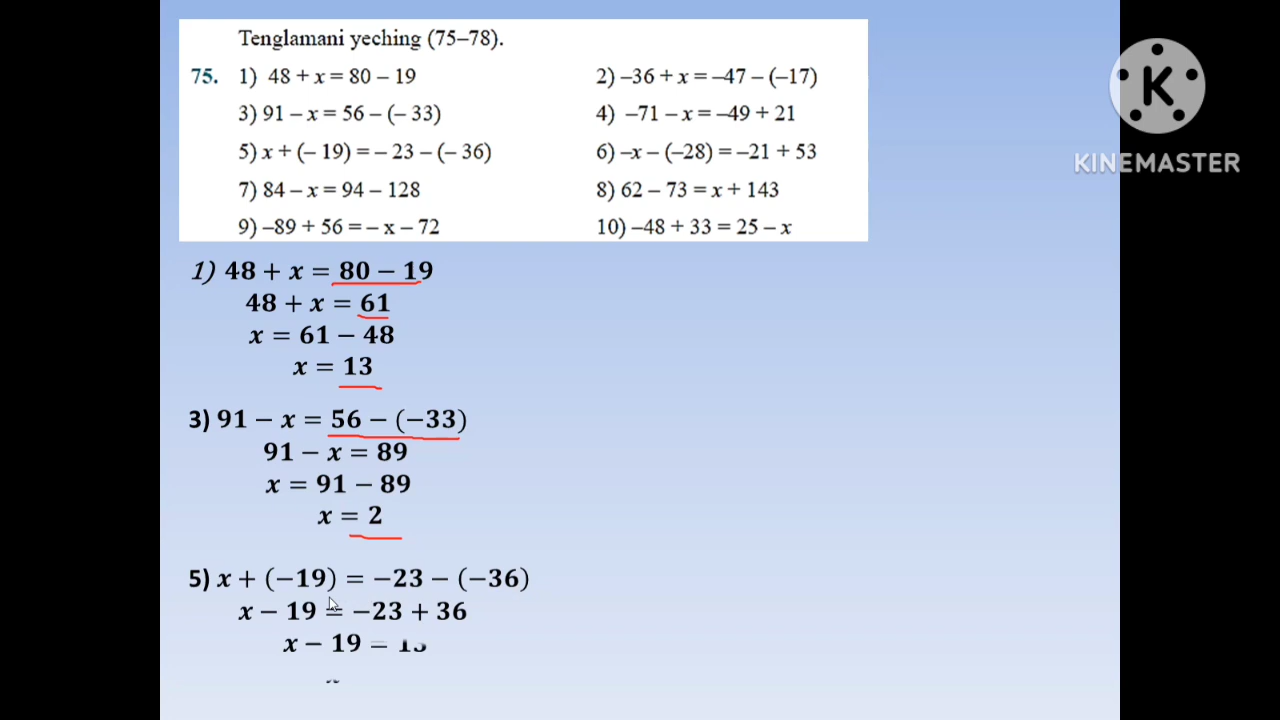 Tenglamani yeching (75–78).
75. 1) 48 + x = 80 – 19
2) –36 + x = –47 – (–17)
3) 91 – x = 56 – (– 33)
4) –71 – x = –49 + 21
5) x + (– 19) = – 23 – (– 36)
6) –x – (–28) = –21 + 53
7) 84 – x = 94 – 128
8) 62 – 73 = x + 143
9) –89 + 56 = – x – 72
10) –48 + 33 = 25 – x
K
KINEMASTER
1) 48 + x = 80 − 19
48 + x = 61
x = 61 − 48
x = 13
3) 91 − x = 56 − (−33)
91 − x = 89
x = 91 − 89
x = 2
5) x + (−19) = −23 − (−36)
x − 19 = −23 + 36
x − 19 =